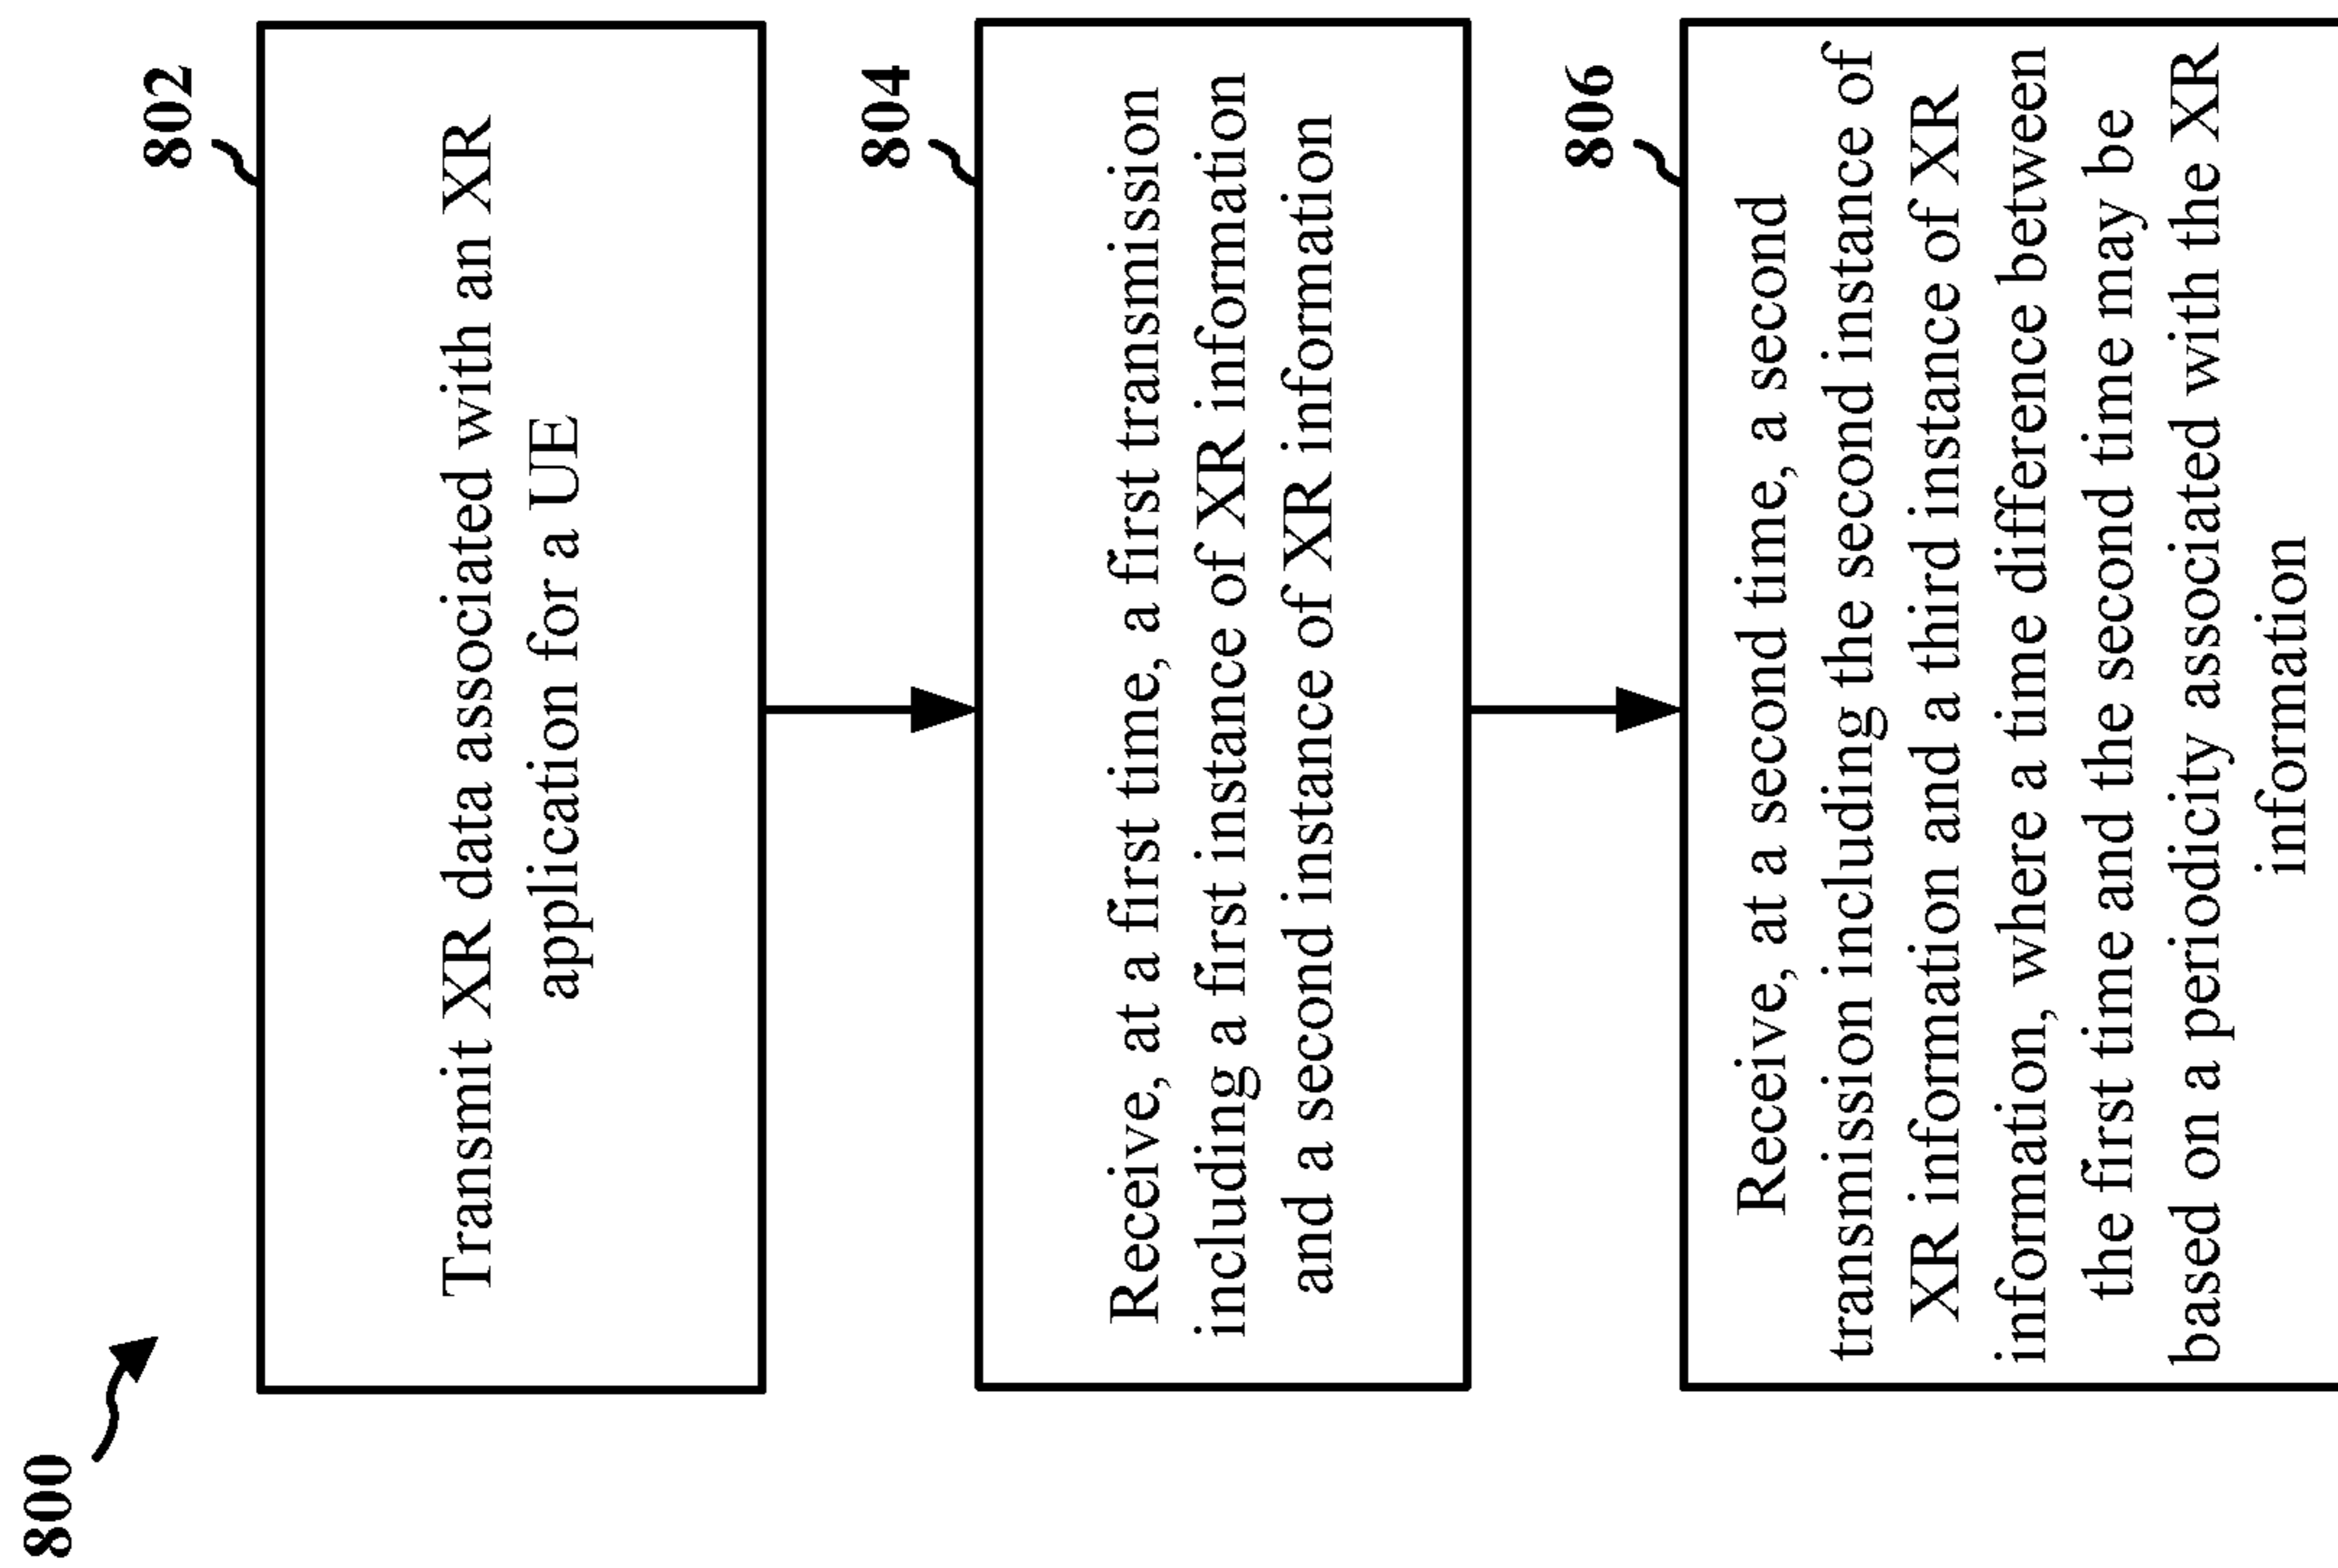 800
802
Transmit XR data associated with an XR
application for a UE
804
Receive, at a first time, a first transmission
including a first instance of XR information
and a second instance of XR information
806
Receive, at a second time, a second
transmission including the second instance of
XR information and a third instance of XR
information, where a time difference between
the first time and the second time may be
based on a periodicity associated with the XR
information